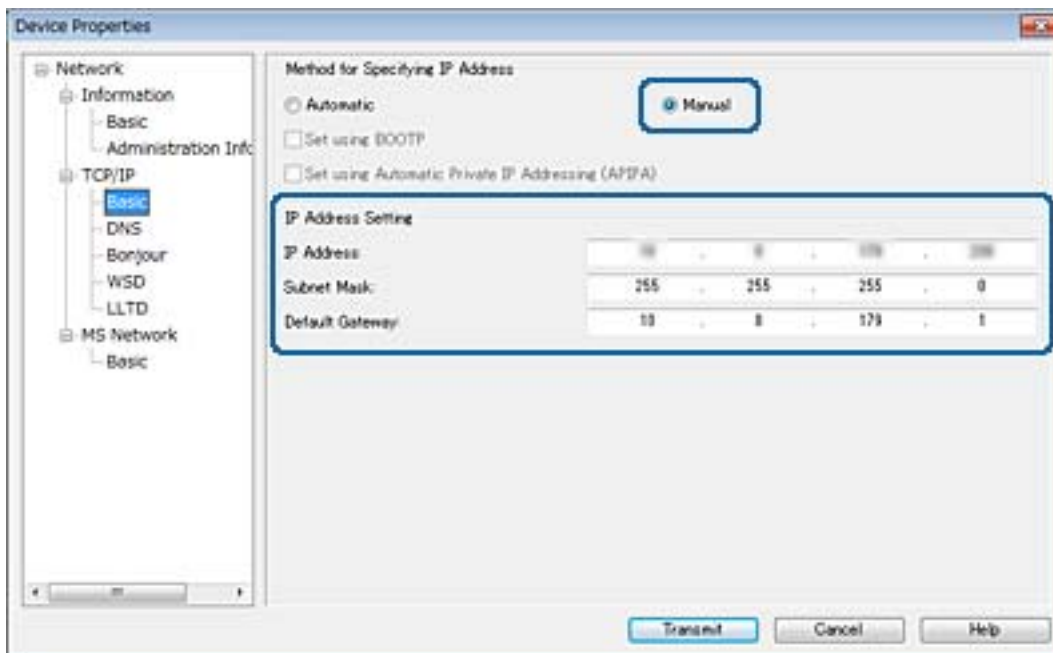 Device Properties
Network
Information
Basic
Administration Info
TCP/IP
Basic
DNS
Bonjour
WSD
LLTD
MS Network
Basic
Method for Specifying IP Address
Automatic
Manual
Set using BOOTP
Set using Automatic Private IP Addressing (APIPA)
IP Address Setting
IP Address
Subnet Mask: 255 . 255 . 255 . 0
Default Gateway: 10 . 8 . 179 . 1
Transmit Cancel Help